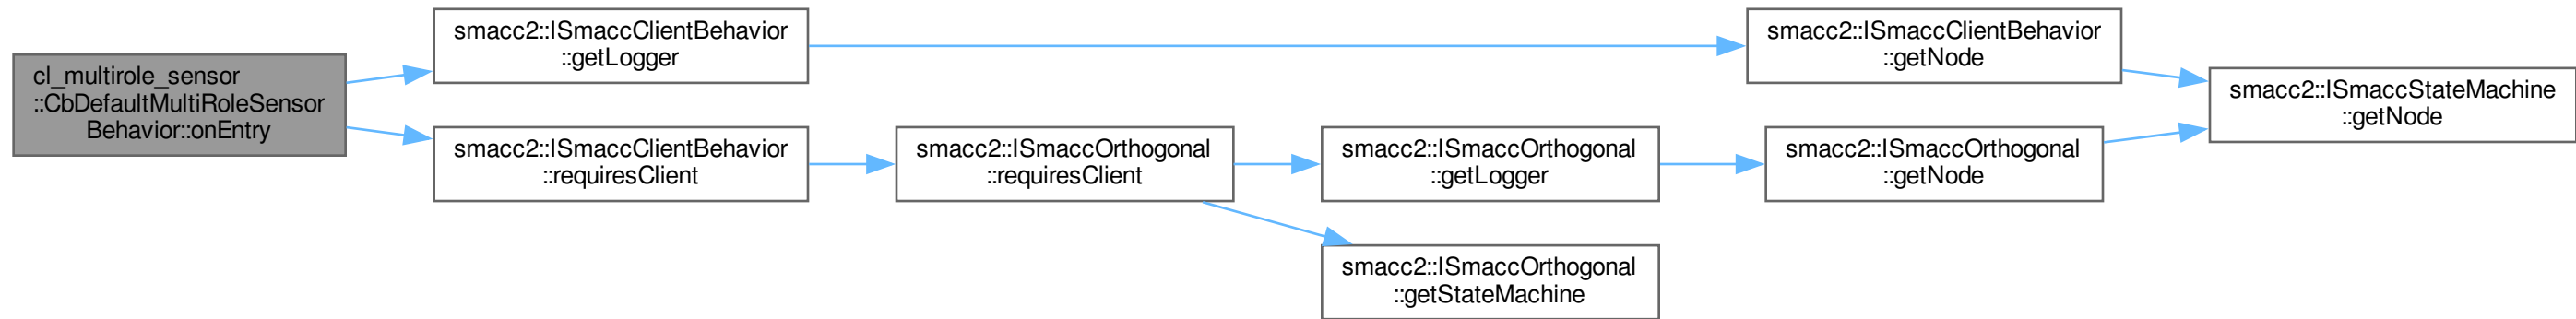 cl_multirole_sensor
::CbDefaultMultiRoleSensor
Behavior::onEntry
smacc2::ISmaccClientBehavior
::getLogger
smacc2::ISmaccClientBehavior
::getNode
smacc2::ISmaccStateMachine
::getNode
smacc2::ISmaccClientBehavior
::requiresClient
smacc2::ISmaccOrthogonal
::requiresClient
smacc2::ISmaccOrthogonal
::getLogger
smacc2::ISmaccOrthogonal
::getNode
smacc2::ISmaccOrthogonal
::getStateMachine